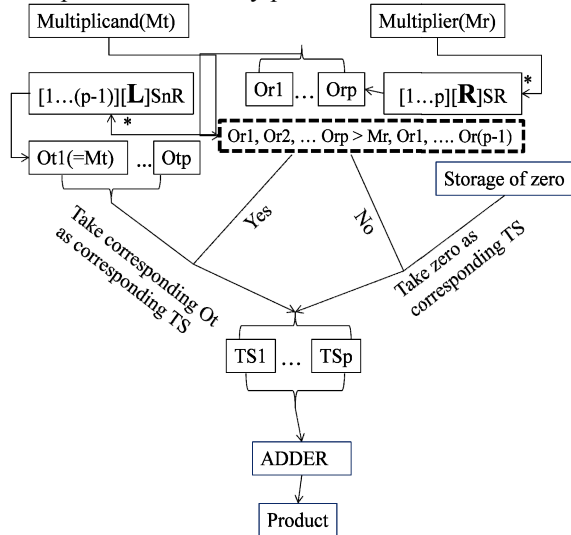 Multiplicand(Mt)
Multiplier(Mr)
[1…(p-1)][L]SnR
Or1 … Orp
[1…p][R]SR
*
*
Or1, Or2, … Orp > Mr, Or1, …. Or(p-1)
Ot1(=Mt) ... Otp
Storage of zero
Yes
No
Take corresponding Ot
as corresponding TS
Take zero as
corresponding TS
TS1 … TSp
ADDER
Product